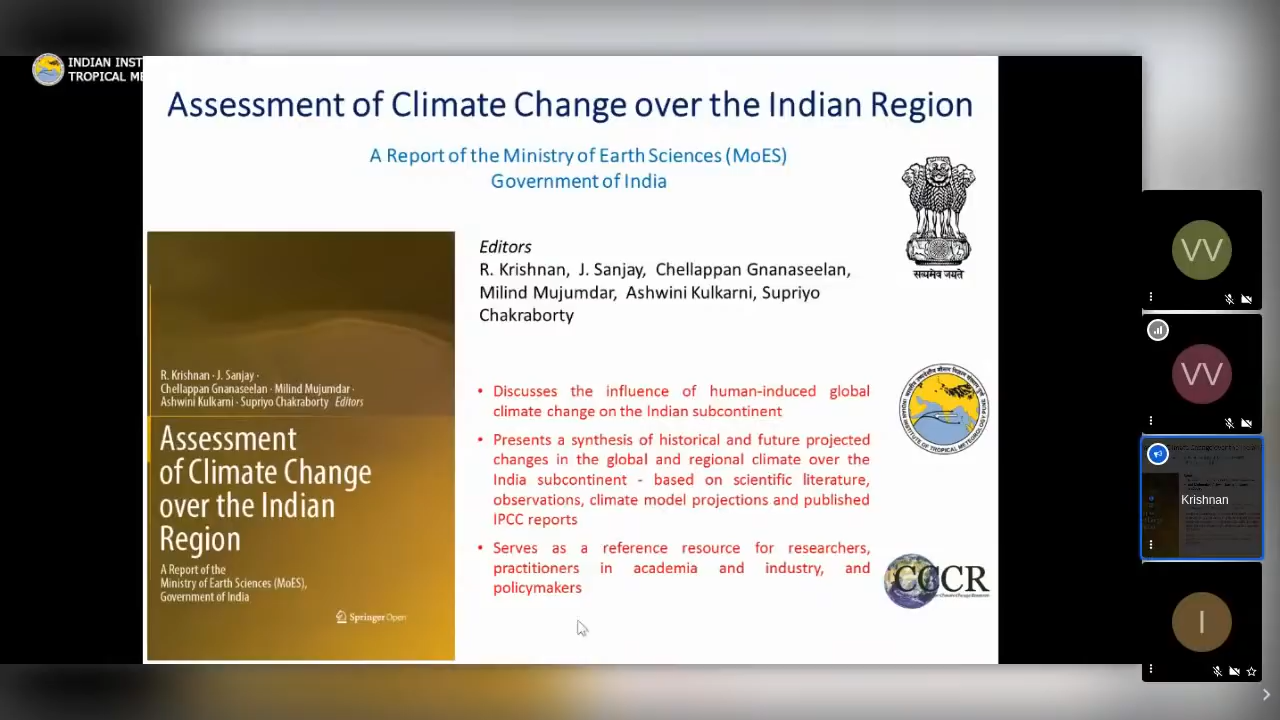 INDIAN INST
TROPICAL ME
Assessment of Climate Change over the Indian Region
A Report of the Ministry of Earth Sciences (MoES)
Government of India
Editors
R. Krishnan, J. Sanjay, Chellappan Gnanaseelan,
Milind Mujumdar, Ashwini Kulkarni, Supriyo
Chakraborty
• Discusses the influence of human-induced global
climate change on the Indian subcontinent
• Presents a synthesis of historical and future projected
changes in the global and regional climate over the
India subcontinent - based on scientific literature,
observations, climate model projections and published
IPCC reports
• Serves as a reference resource for researchers,
practitioners in academia and industry, and
policymakers
R. Krishnan · J. Sanjay ·
Chellappan Gnanaseelan · Milind Mujumdar ·
Ashwini Kulkarni · Supriyo Chakraborty Editors
Assessment
of Climate Change
over the Indian
Region
A Report of the
Ministry of Earth Sciences (MoES),
Government of India
Springer Open
सत्यमेव जयते
INDIAN INSTITUTE OF TROPICAL METEOROLOGY
CCCR
VV
VV
Krishnan
I